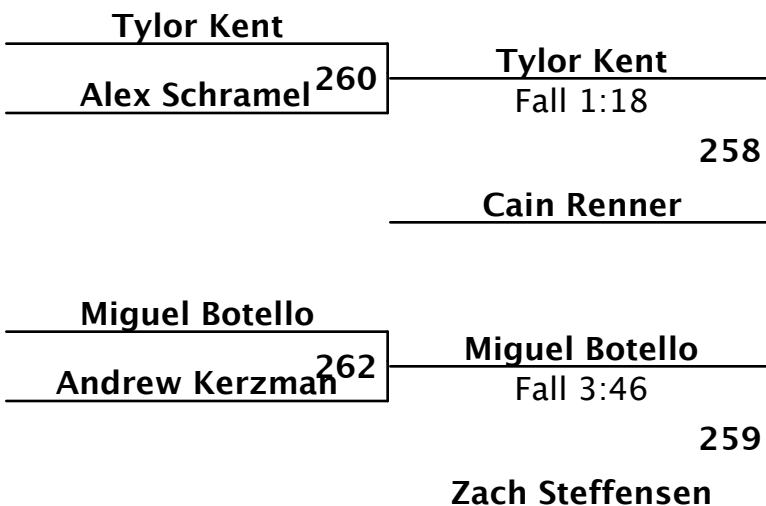 Tylor Kent
Alex Schramel
260
Tylor Kent
Fall 1:18
258
Cain Renner
Miguel Botello
Andrew Kerzman
262
Miguel Botello
Fall 3:46
259
Zach Steffensen